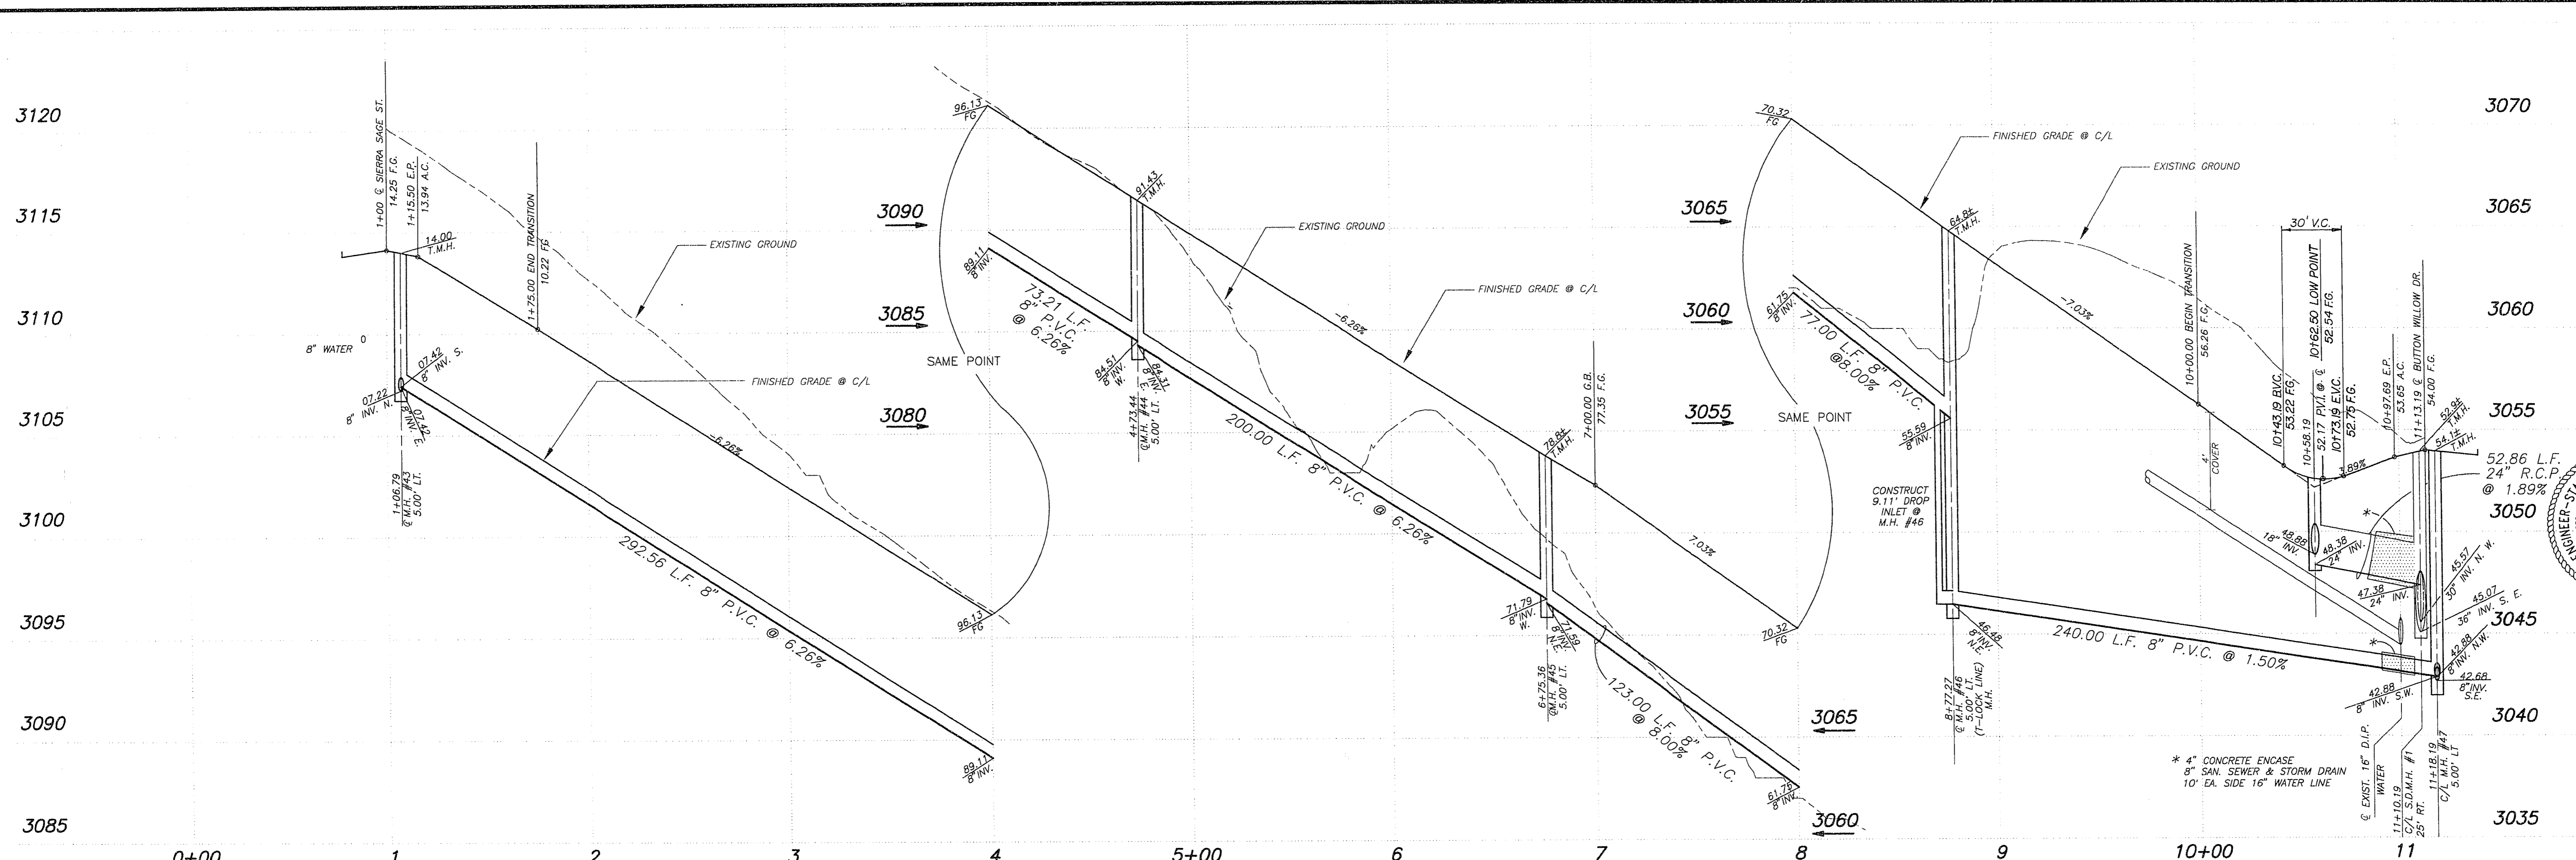 3120
3115
3110
3105
3100
3095
3090
3085
1+00 ℄ SIERRA SAGE ST.
14.25 F.G.
1+15.50 E.P.
13.94 A.C.
14.00
T.M.H.
1+75.00 END TRANSITION
10.22 FG
EXISTING GROUND
8" WATER
07.42
8" INV. S.
07.22
8" INV. N.
07.42
8" INV. E.
FINISHED GRADE @ C/L
1+06.79
℄ M.H. #43
5.00' LT.
-6.26%
292.56 L.F. 8" P.V.C. @ 6.26%
96.13
FG
89.11
8" INV.
3090
3085
3080
SAME POINT
96.13
FG
89.11
8" INV.
73.21 L.F.
8" P.V.C.
@ 6.26%
91.43
T.M.H.
84.51
8" INV.
W.
84.31
8" INV.
E.
4+73.44
℄ M.H. #44
5.00' LT.
EXISTING GROUND
FINISHED GRADE @ C/L
-6.26%
200.00 L.F. 8" P.V.C. @ 6.26%
78.8±
T.M.H.
7+00.00 G.B.
77.35 F.G.
7.03%
71.79
8" INV.
W.
71.59
8" INV.
N.E.
6+75.36
℄ M.H. #45
5.00' LT.
123.00 L.F. 8" P.V.C.
@ 8.00%
70.32
FG
61.75
8" INV.
3065
3060
3065
3060
3055
SAME POINT
70.32
FG
61.75
8" INV.
77.00 L.F. 8" P.V.C.
@8.00%
64.8±
T.M.H.
FINISHED GRADE @ C/L
EXISTING GROUND
-7.03%
55.59
8" INV.
CONSTRUCT
9.11' DROP
INLET @
M.H. #46
46.48
8" INV.
N.E.
8+77.27
℄ M.H. #46
5.00' LT.
(T-LOCK LINE)
M.H.
240.00 L.F. 8" P.V.C. @ 1.50%
10+00.00 BEGIN TRANSITION
56.26 F.G.
4'
COVER
30' V.C.
10+43.19 B.V.C.
53.22 F.G.
10+58.19
52.17 P.V.I. @ ℄
10+62.50 LOW POINT
52.54 F.G.
10+73.19 E.V.C.
52.75 F.G.
3.89%
10+97.69 E.P.
53.65 A.C.
11+13.19 ℄ BUTTON WILLOW DR.
54.00 F.G.
52.9±
T.M.H.
54.1±
T.M.H.
52.86 L.F.
24" R.C.P.
@ 1.89%
48.88
18" INV.
48.38
24" INV.
47.38
24" INV.
45.57
30" INV. N. W.
45.07
36" INV. S. E.
42.88
8" INV. N.W.
42.68
8" INV.
S.E.
42.88
8" INV. S.W.
*
*
℄ EXIST. 16" D.I.P.
WATER
11+10.19
C/L S.D.M.H. #1
25' RT.
11+18.19
C/L M.H. #47
5.00' LT
* 4" CONCRETE ENCASE
8" SAN. SEWER & STORM DRAIN
10' EA. SIDE 16" WATER LINE
3070
3065
3060
3055
3050
3045
3040
3035
0+00 1 2 3 4 5+00 6 7 8 9 10+00 11